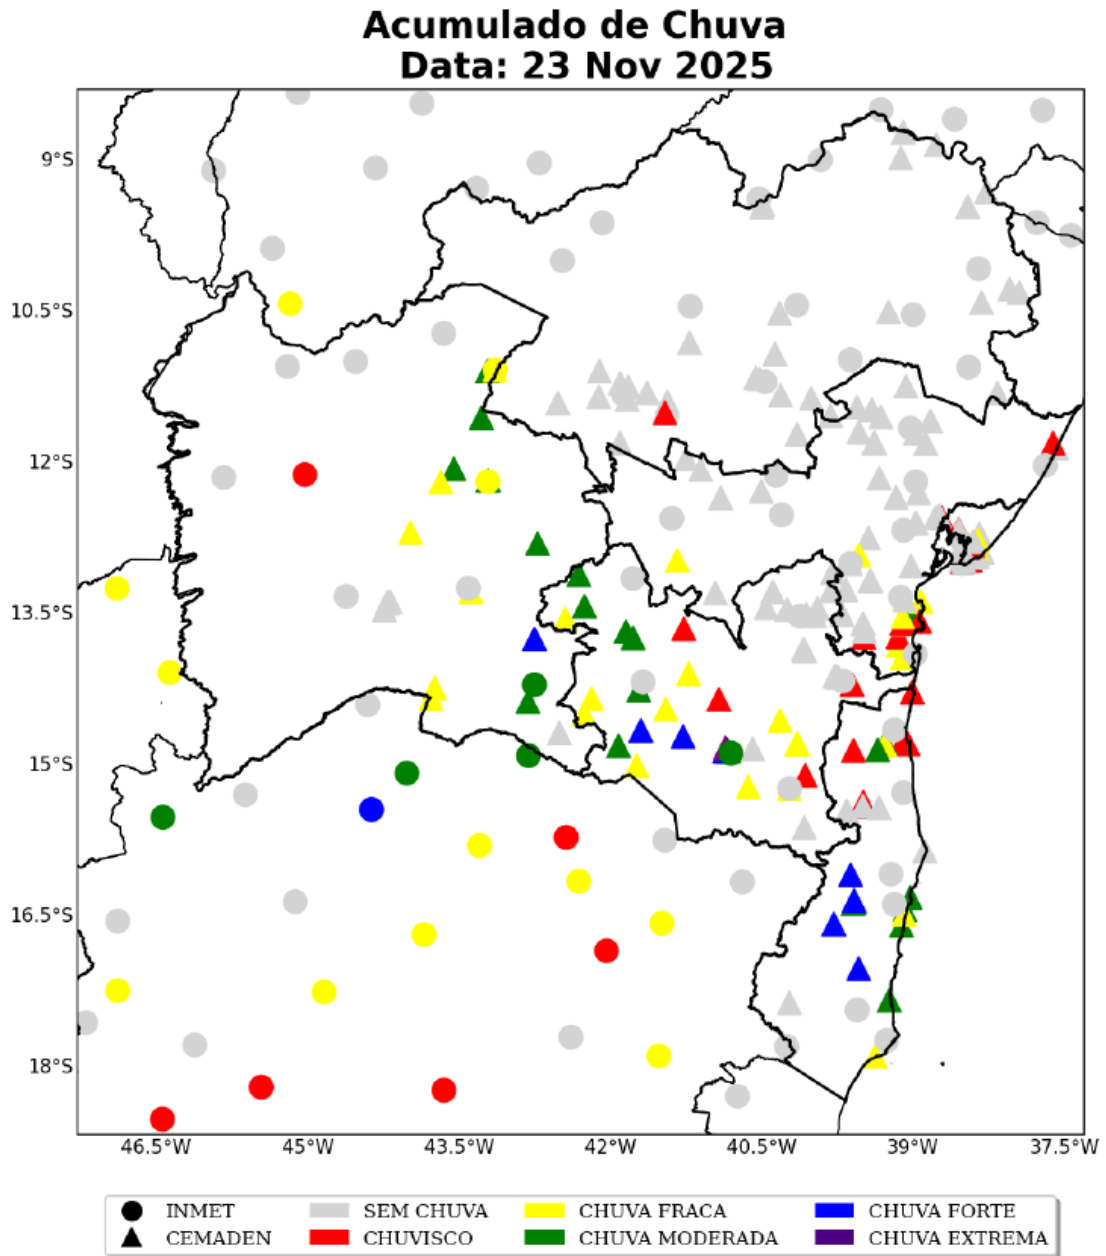 Acumulado de Chuva
Data: 23 Nov 2025
9°S
10.5°S
12°S
13.5°S
15°S
16.5°S
18°S
46.5°W 45°W 43.5°W 42°W 40.5°W 39°W 37.5°W
INMET SEM CHUVA CHUVA FRACA CHUVA FORTE
CEMADEN CHUVISCO CHUVA MODERADA CHUVA EXTREMA